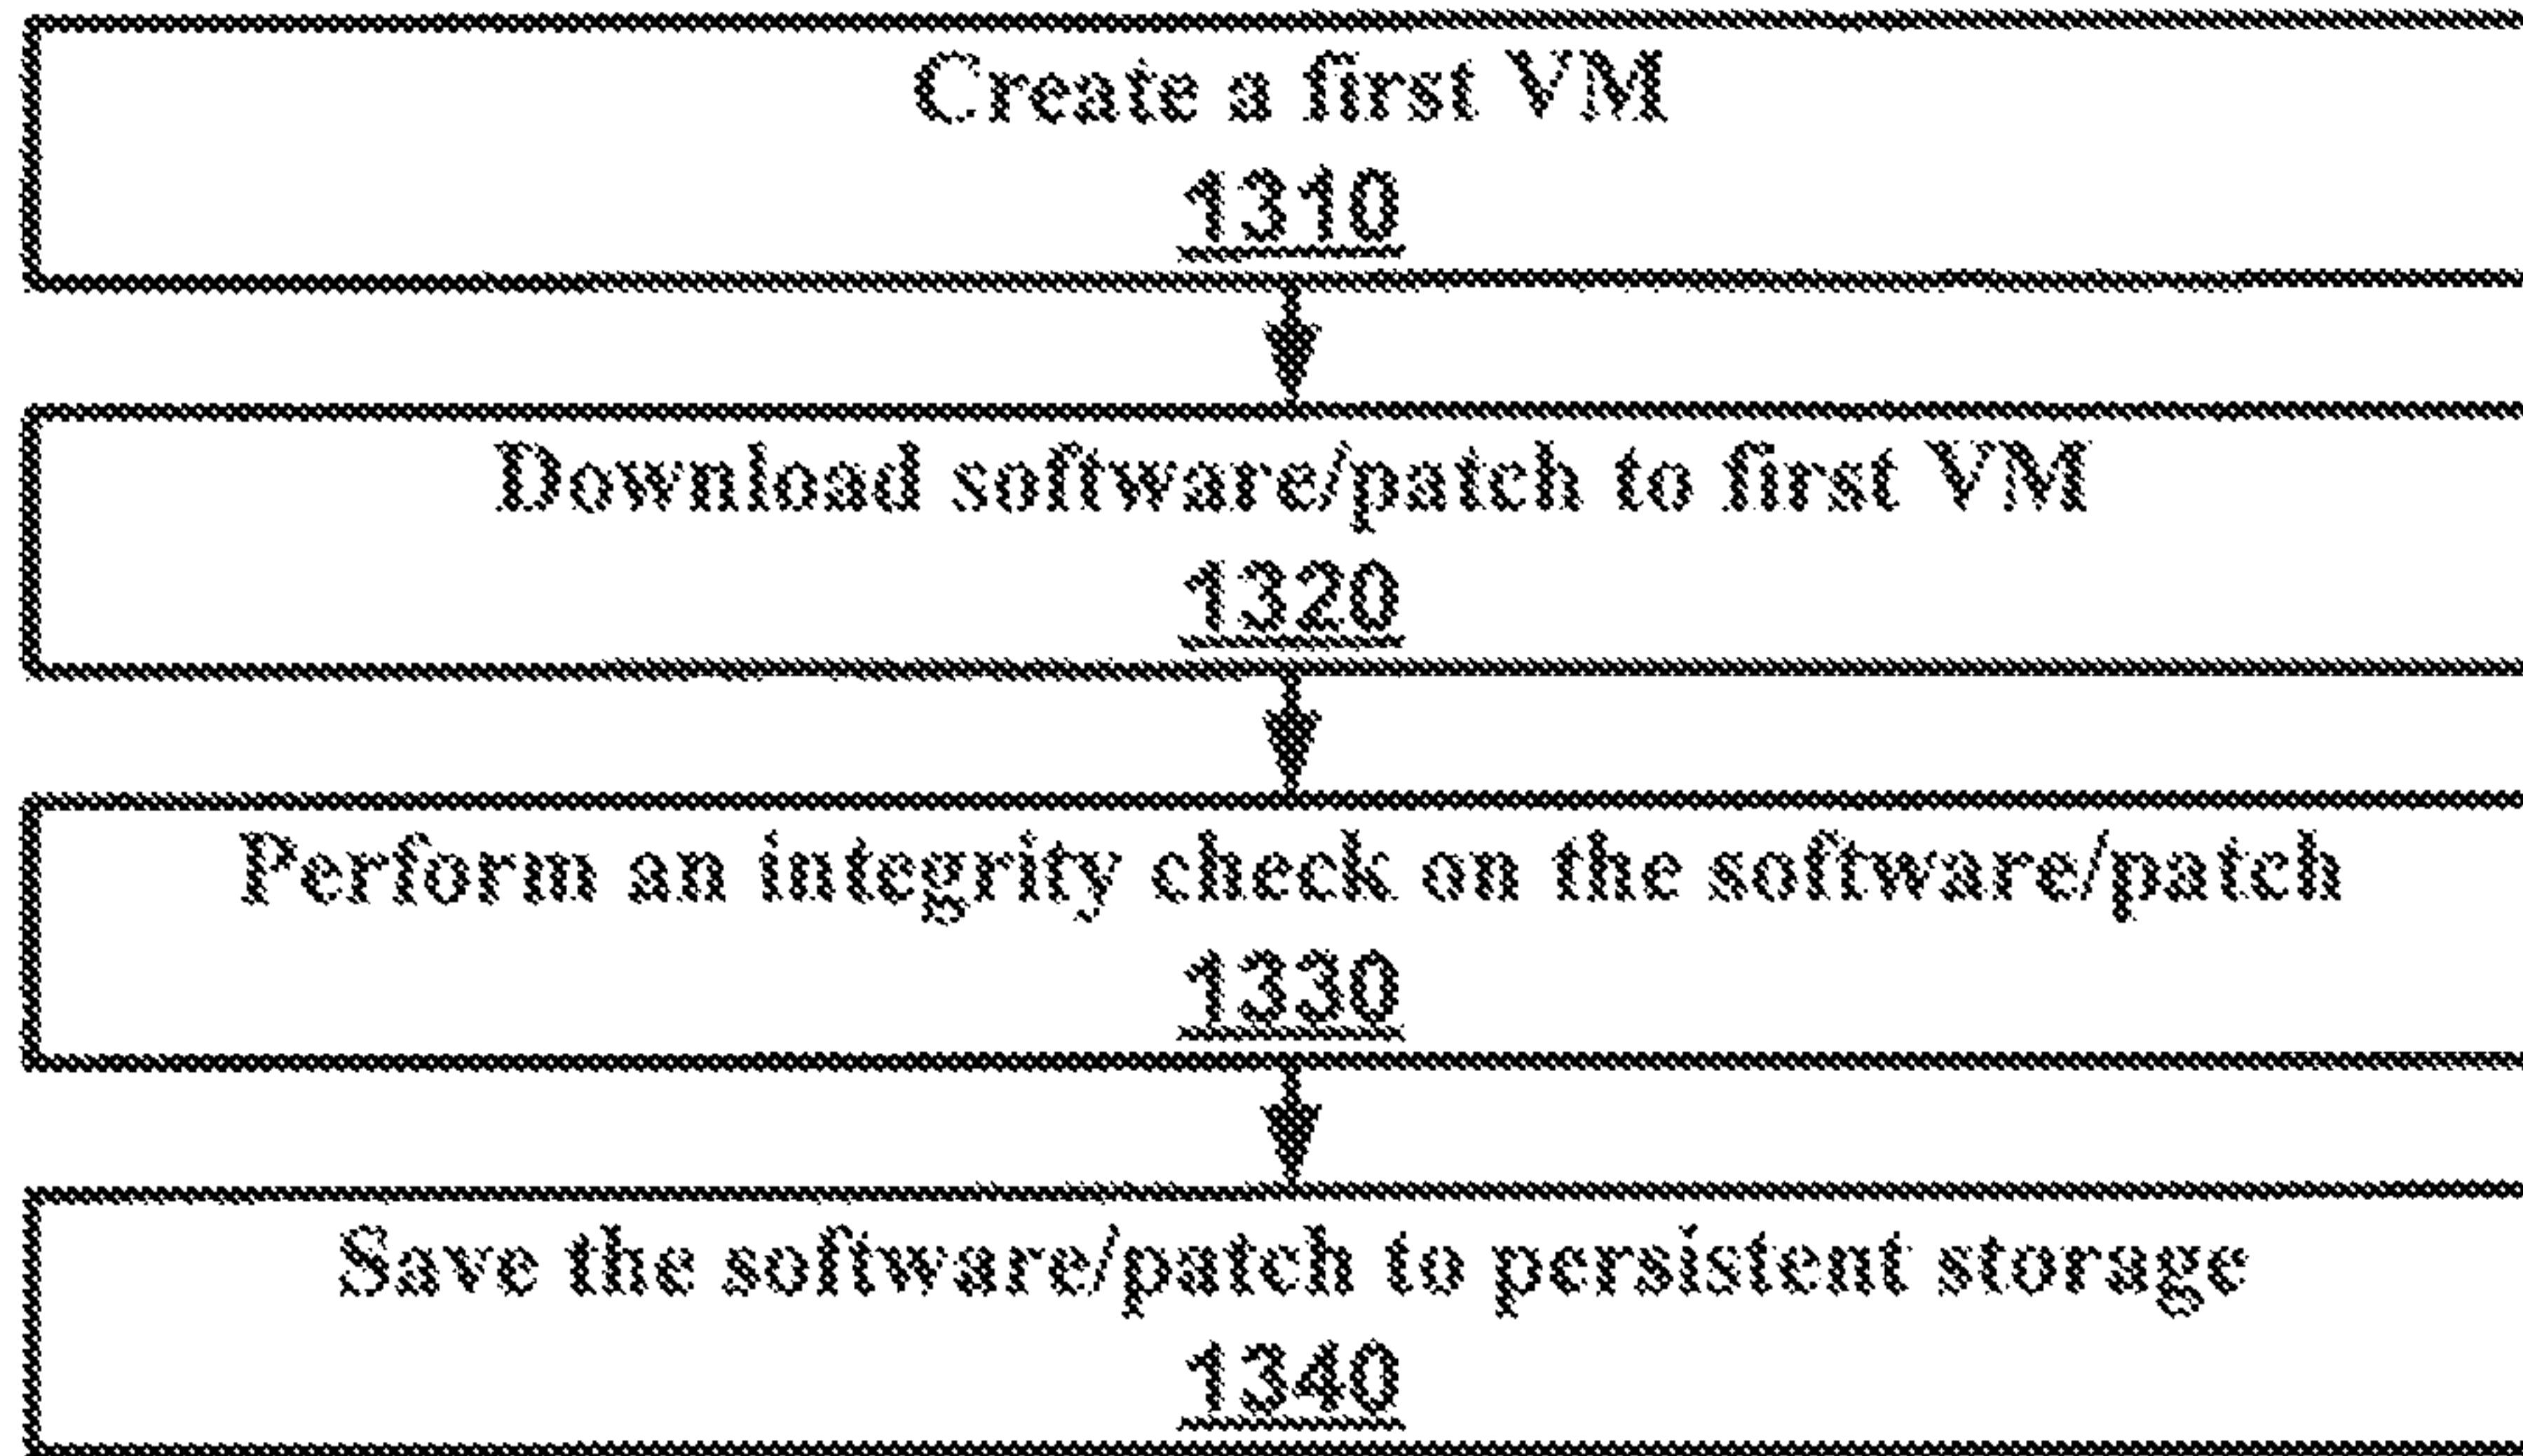 Create a first VM
1310
Download software/patch to first VM
1320
Perform an integrity check on the software/patch
1330
Save the software/patch to persistent storage
1340